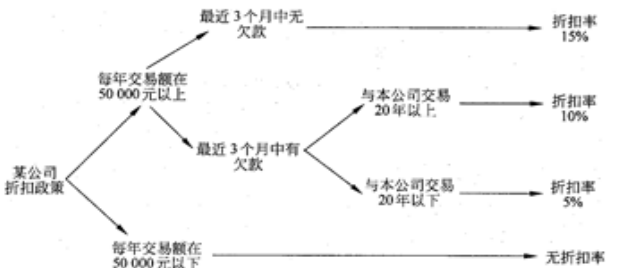 最近3个月中无
欠款
折扣率
15%
每年交易额在
50 000元以上
与本公司交易
20年以上
折扣率
10%
最近3个月中有
欠款
某公司
折扣政策
与本公司交易
20年以下
折扣率
5%
每年交易额在
50 000元以下
无折扣率